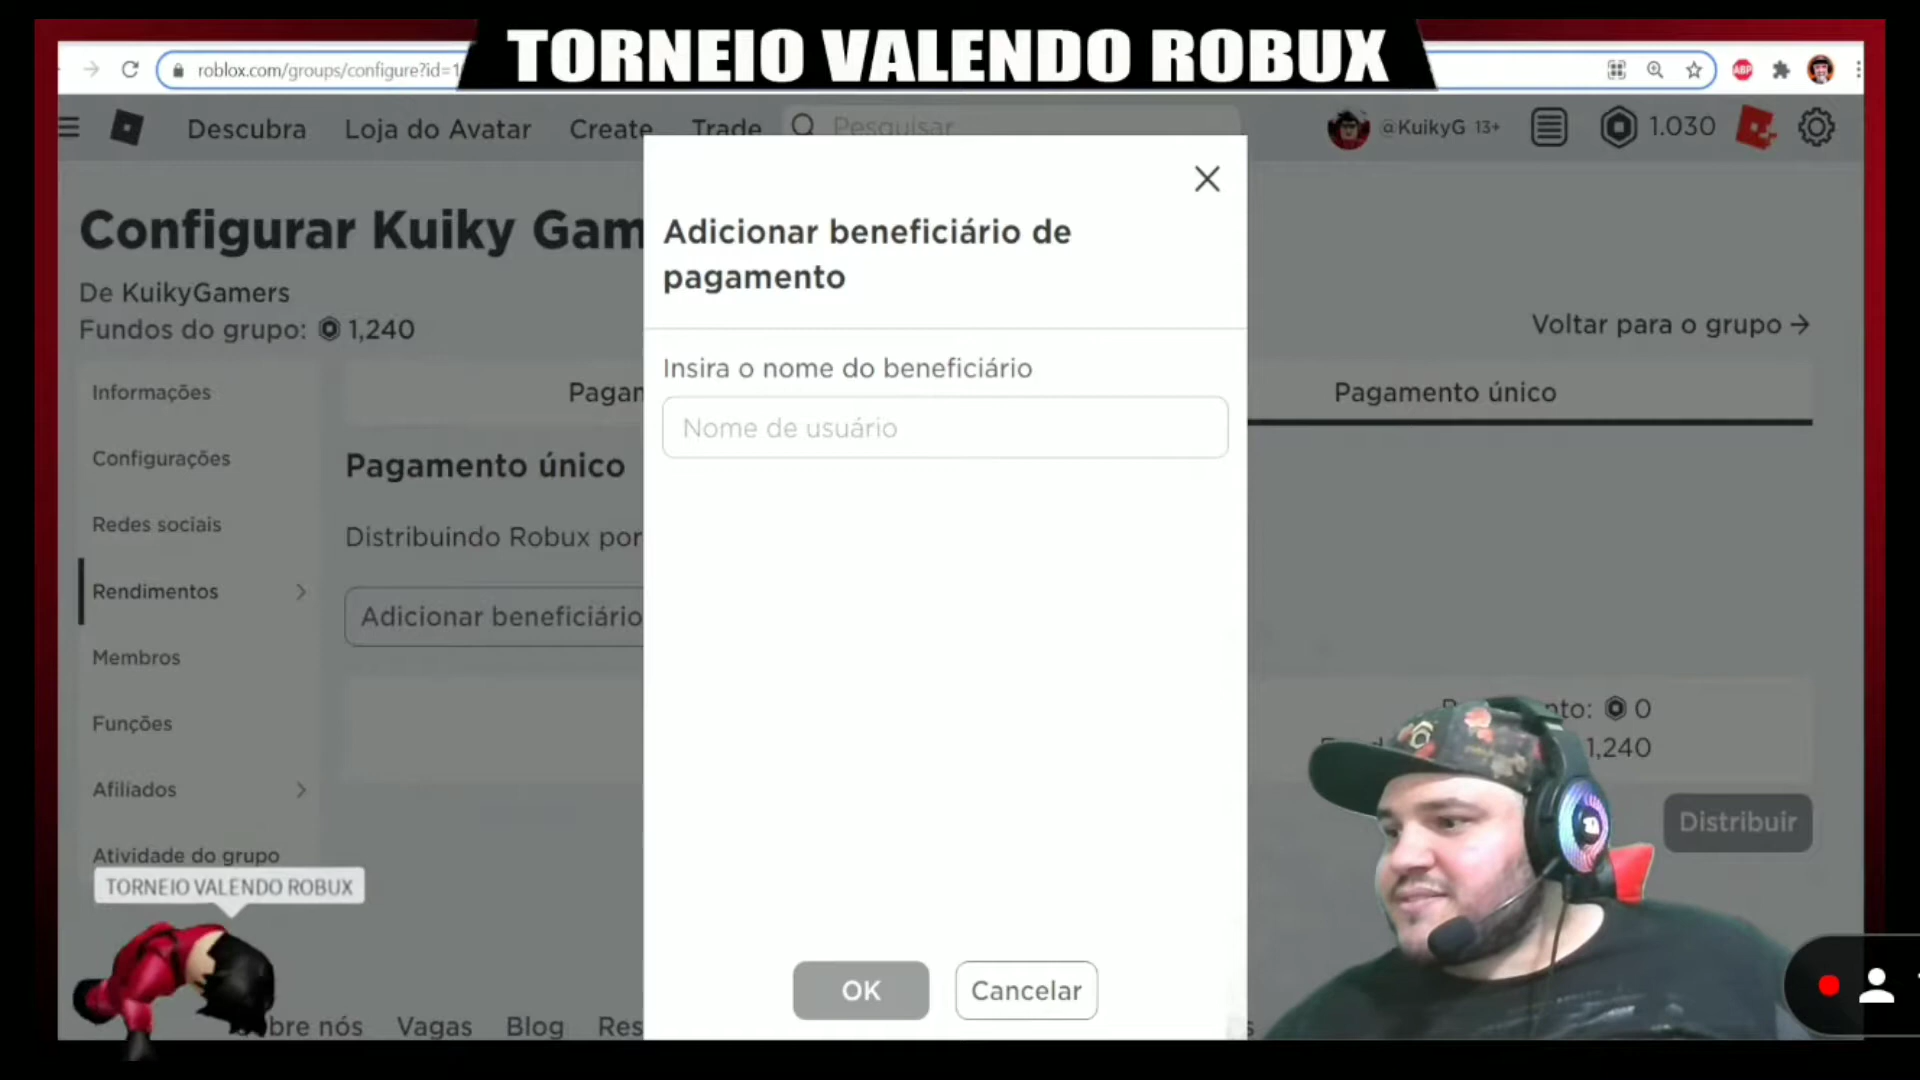 TORNEIO VALENDO ROBUX
roblox.com/groups/configure?id=1
ABP
Descubra Loja do Avatar Create Trade Pesquisar @KuikyG 13+ 1.030
Configurar Kuiky Gam
De KuikyGamers
Fundos do grupo: 1,240
Voltar para o grupo
Informações
Configurações
Redes sociais
Rendimentos
Membros
Funções
Afiliados
Atividade do grupo
Pagam
Pagamento único
Pagamento único
Distribuindo Robux por
Adicionar beneficiário
Adicionar beneficiário de
pagamento
Insira o nome do beneficiário
Nome de usuário
OK Cancelar
nto: 0
1,240
Distribuir
TORNEIO VALENDO ROBUX
bre nós Vagas Blog Res